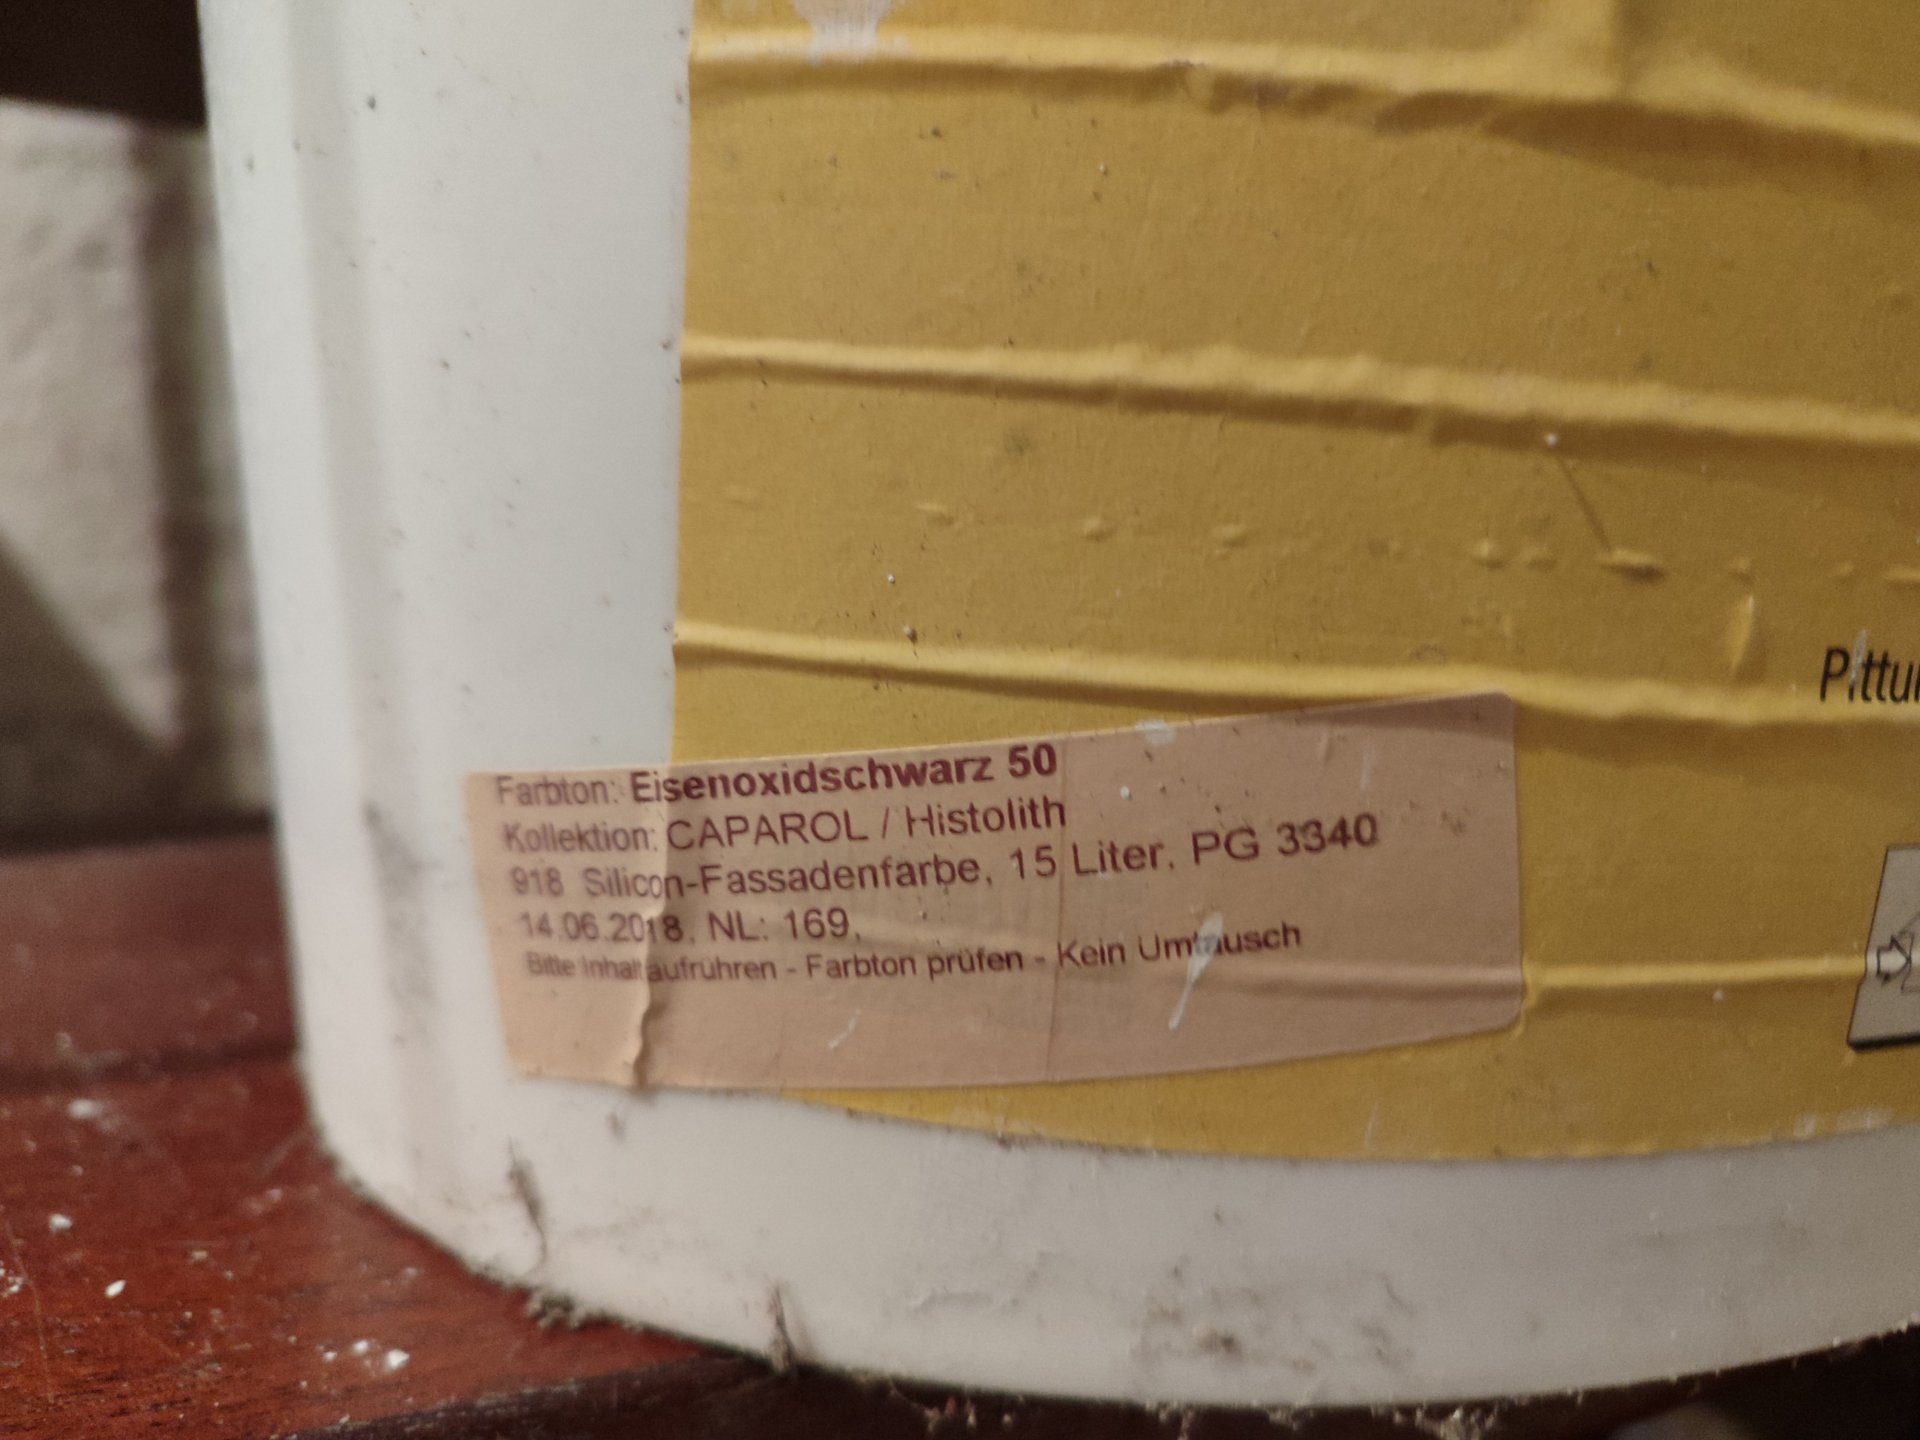 Pittu
Farbton: Eisenoxidschwarz 50
Kollektion: CAPAROL / Histolith
918 Silicon-Fassadenfarbe, 15 Liter, PG 3340
14.06.2018, NL: 169,
Bitte Inhalt aufrühren - Farbton prüfen - Kein Umtausch